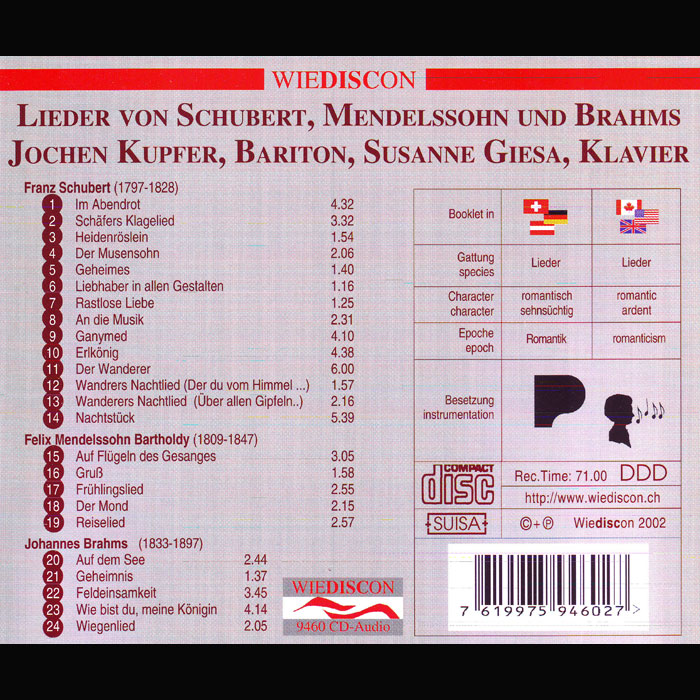 WIEDISCON
LIEDER VON SCHUBERT, MENDELSSOHN UND BRAHMS
JOCHEN KUPFER, BARITON, SUSANNE GIESA, KLAVIER
Franz Schubert (1797-1828)
1 Im Abendrot 4.32
2 Schäfers Klagelied 3.32
3 Heidenröslein 1.54
4 Der Musensohn 2.06
5 Geheimes 1.40
6 Liebhaber in allen Gestalten 1.16
7 Rastlose Liebe 1.25
8 An die Musik 2.31
9 Ganymed 4.10
10 Erlkönig 4.38
11 Der Wanderer 6.00
12 Wandrers Nachtlied (Der du vom Himmel ...) 1.57
13 Wanderers Nachtlied (Über allen Gipfeln..) 2.16
14 Nachtstück 5.39
Felix Mendelssohn Bartholdy (1809-1847)
15 Auf Flügeln des Gesanges 3.05
16 Gruß 1.58
17 Frühlingslied 2.55
18 Der Mond 2.15
19 Reiselied 2.57
Johannes Brahms (1833-1897)
20 Auf dem See 2.44
21 Geheimnis 1.37
22 Feldeinsamkeit 3.45
23 Wie bist du, meine Königin 4.14
24 Wiegenlied 2.05
WIEDISCON
9460 CD-Audio
Booklet in
Gattung Lieder Lieder
species
Character romantisch romantic
character sehnsüchtig ardent
Epoche Romantik romanticism
epoch
Besetzung
instrumentation
COMPACT
disc
Rec.Time: 71.00 DDD
http://www.wiediscon.ch
SUISA ©+℗ Wiediscon 2002
7 619975 946027 >